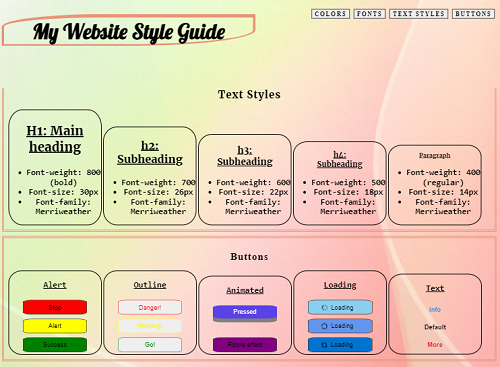 My Website Style Guide
COLORS FONTS TEXT STYLES BUTTONS
Text Styles
H1: Main
heading
Font-weight: 800
(bold)
Font-size: 30px
Font-family:
Merriweather
h2:
Subheading
Font-weight: 700
Font-size: 26px
Font-family:
Merriweather
h3:
Subheading
Font-weight: 600
Font-size: 22px
Font-family:
Merriweather
h4:
Subheading
Font-weight: 500
Font-size: 18px
Font-family:
Merriweather
Paragraph
Font-weight: 400
(regular)
Font-size: 14px
Font-family:
Merriweather
Buttons
Alert
Stop
Alert
Success
Outline
Danger!
Go!
Animated
Pressed
Ripple effect
Loading
Loading
Loading
Loading
Text
Info
Default
More